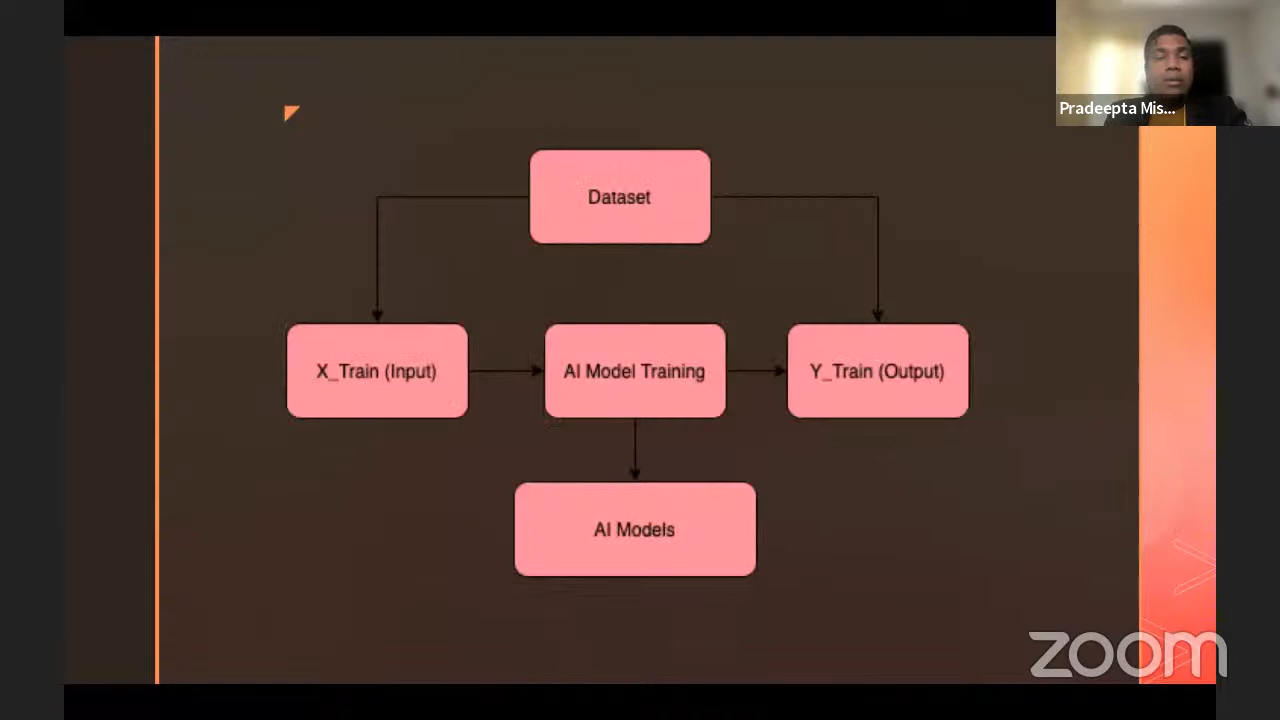 Pradeepta Mis...
Dataset
X_Train (Input)
AI Model Training
Y_Train (Output)
AI Models
zoom